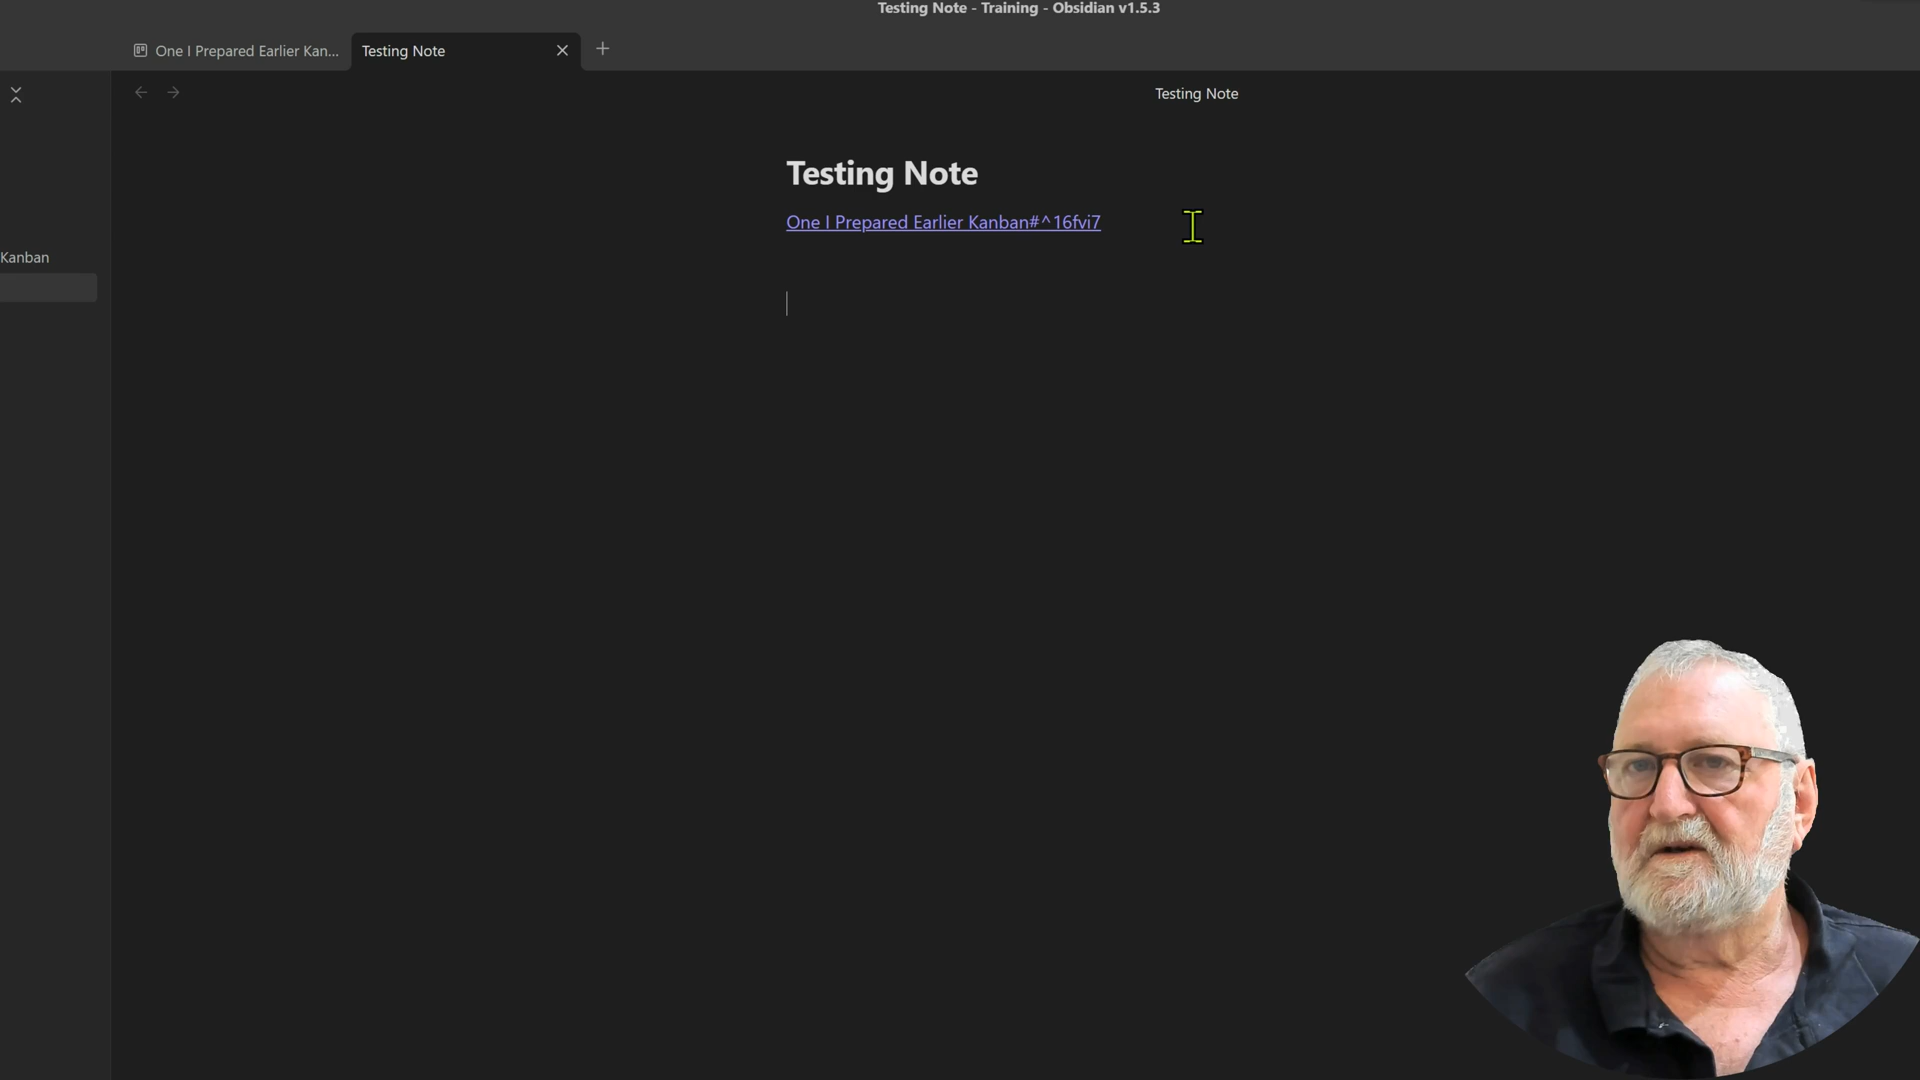 Testing Note - Training - Obsidian v1.5.3
One I Prepared Earlier Kan...
Testing Note
Testing Note
Testing Note
One I Prepared Earlier Kanban#^16fvi7
Kanban